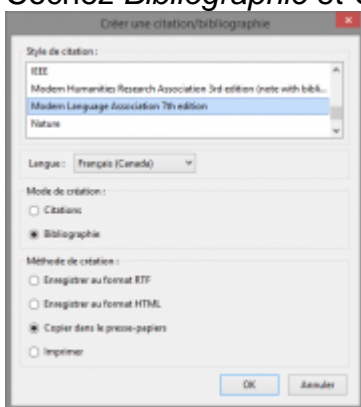 Cochez Bibliographie et
Créer une citation/bibliographie
Style de citation :
IEEE
Modern Humanities Research Association 3rd edition (note with bibli...
Modern Language Association 7th edition
Nature
Langue : Français (Canada)
Mode de création :
Citations
Bibliographie
Méthode de création :
Enregistrer au format RTF
Enregistrer au format HTML
Copier dans le presse-papiers
Imprimer
OK Annuler